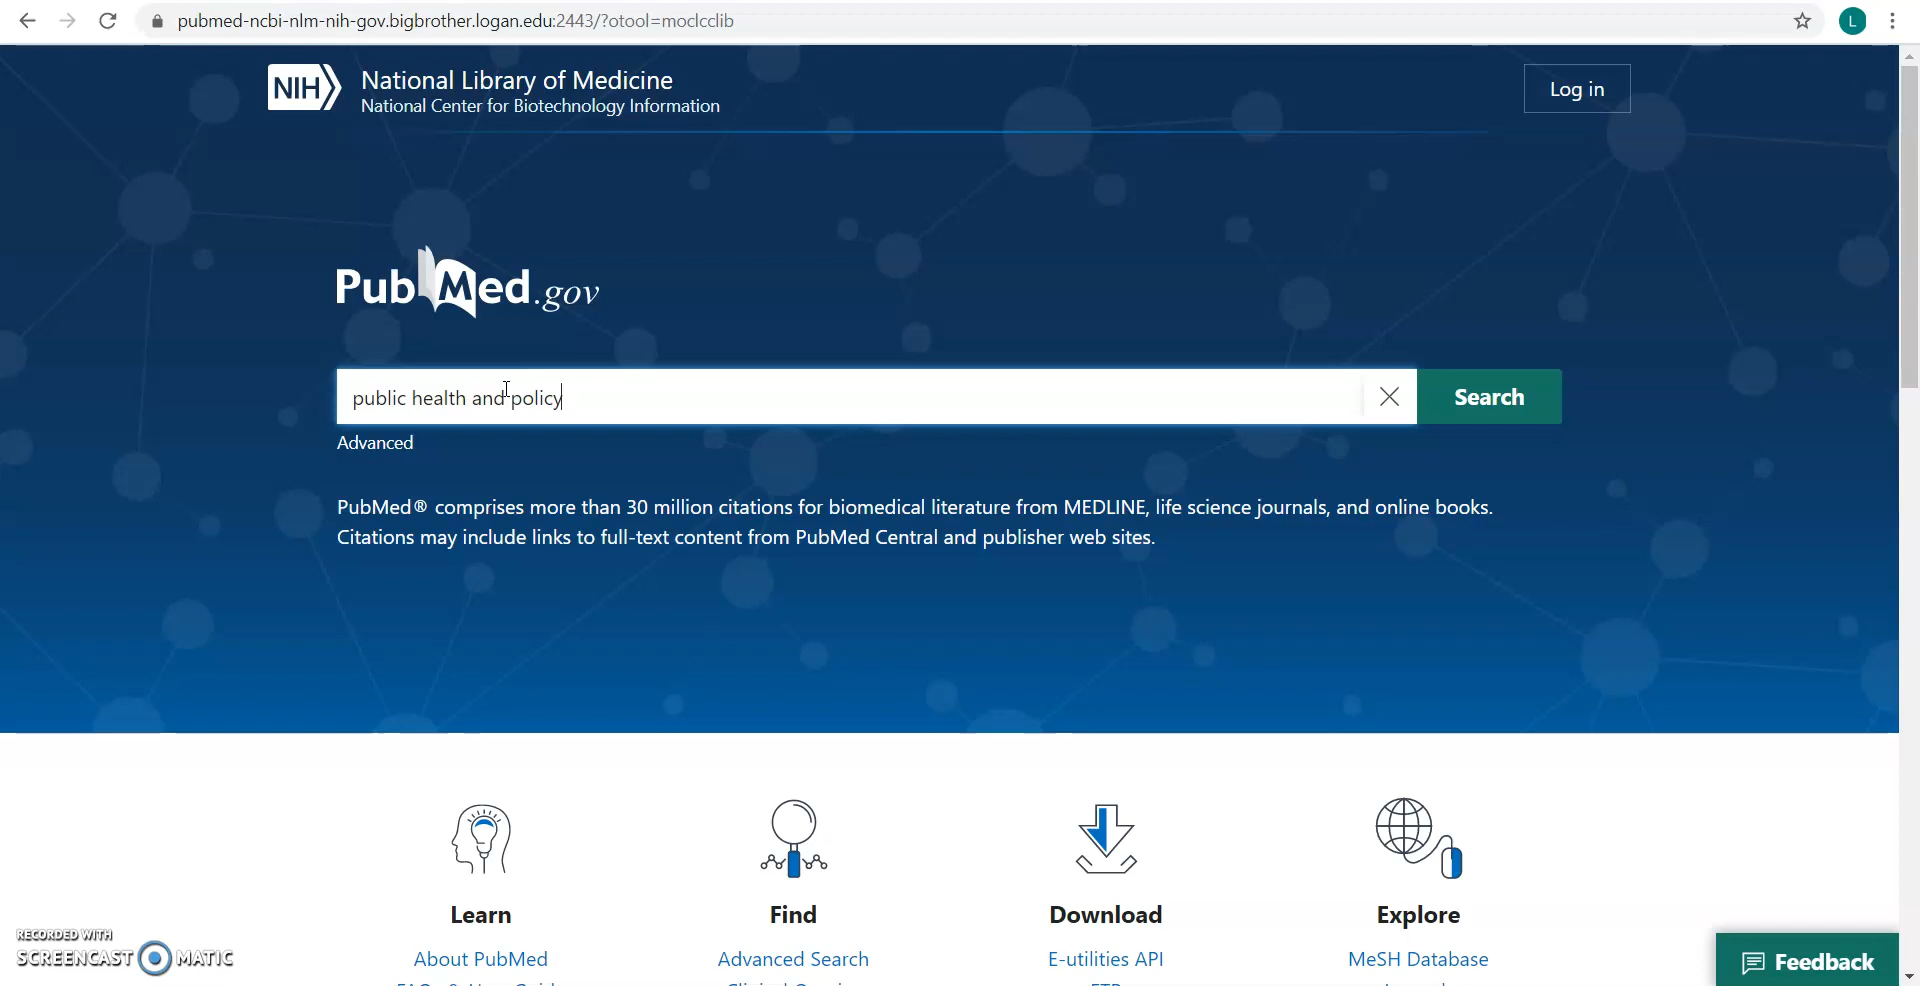 pubmed-ncbi-nlm-nih-gov.bigbrother.logan.edu:2443/?otool=moclcclib
L
NIH
National Library of Medicine
National Center for Biotechnology Information
Log in
PubMed.gov
public health and policy
Search
Advanced
PubMed® comprises more than 30 million citations for biomedical literature from MEDLINE, life science journals, and online books.
Citations may include links to full-text content from PubMed Central and publisher web sites.
Learn
Find
Download
Explore
About PubMed
Advanced Search
E-utilities API
MeSH Database
RECORDED WITH
SCREENCAST MATIC
Feedback